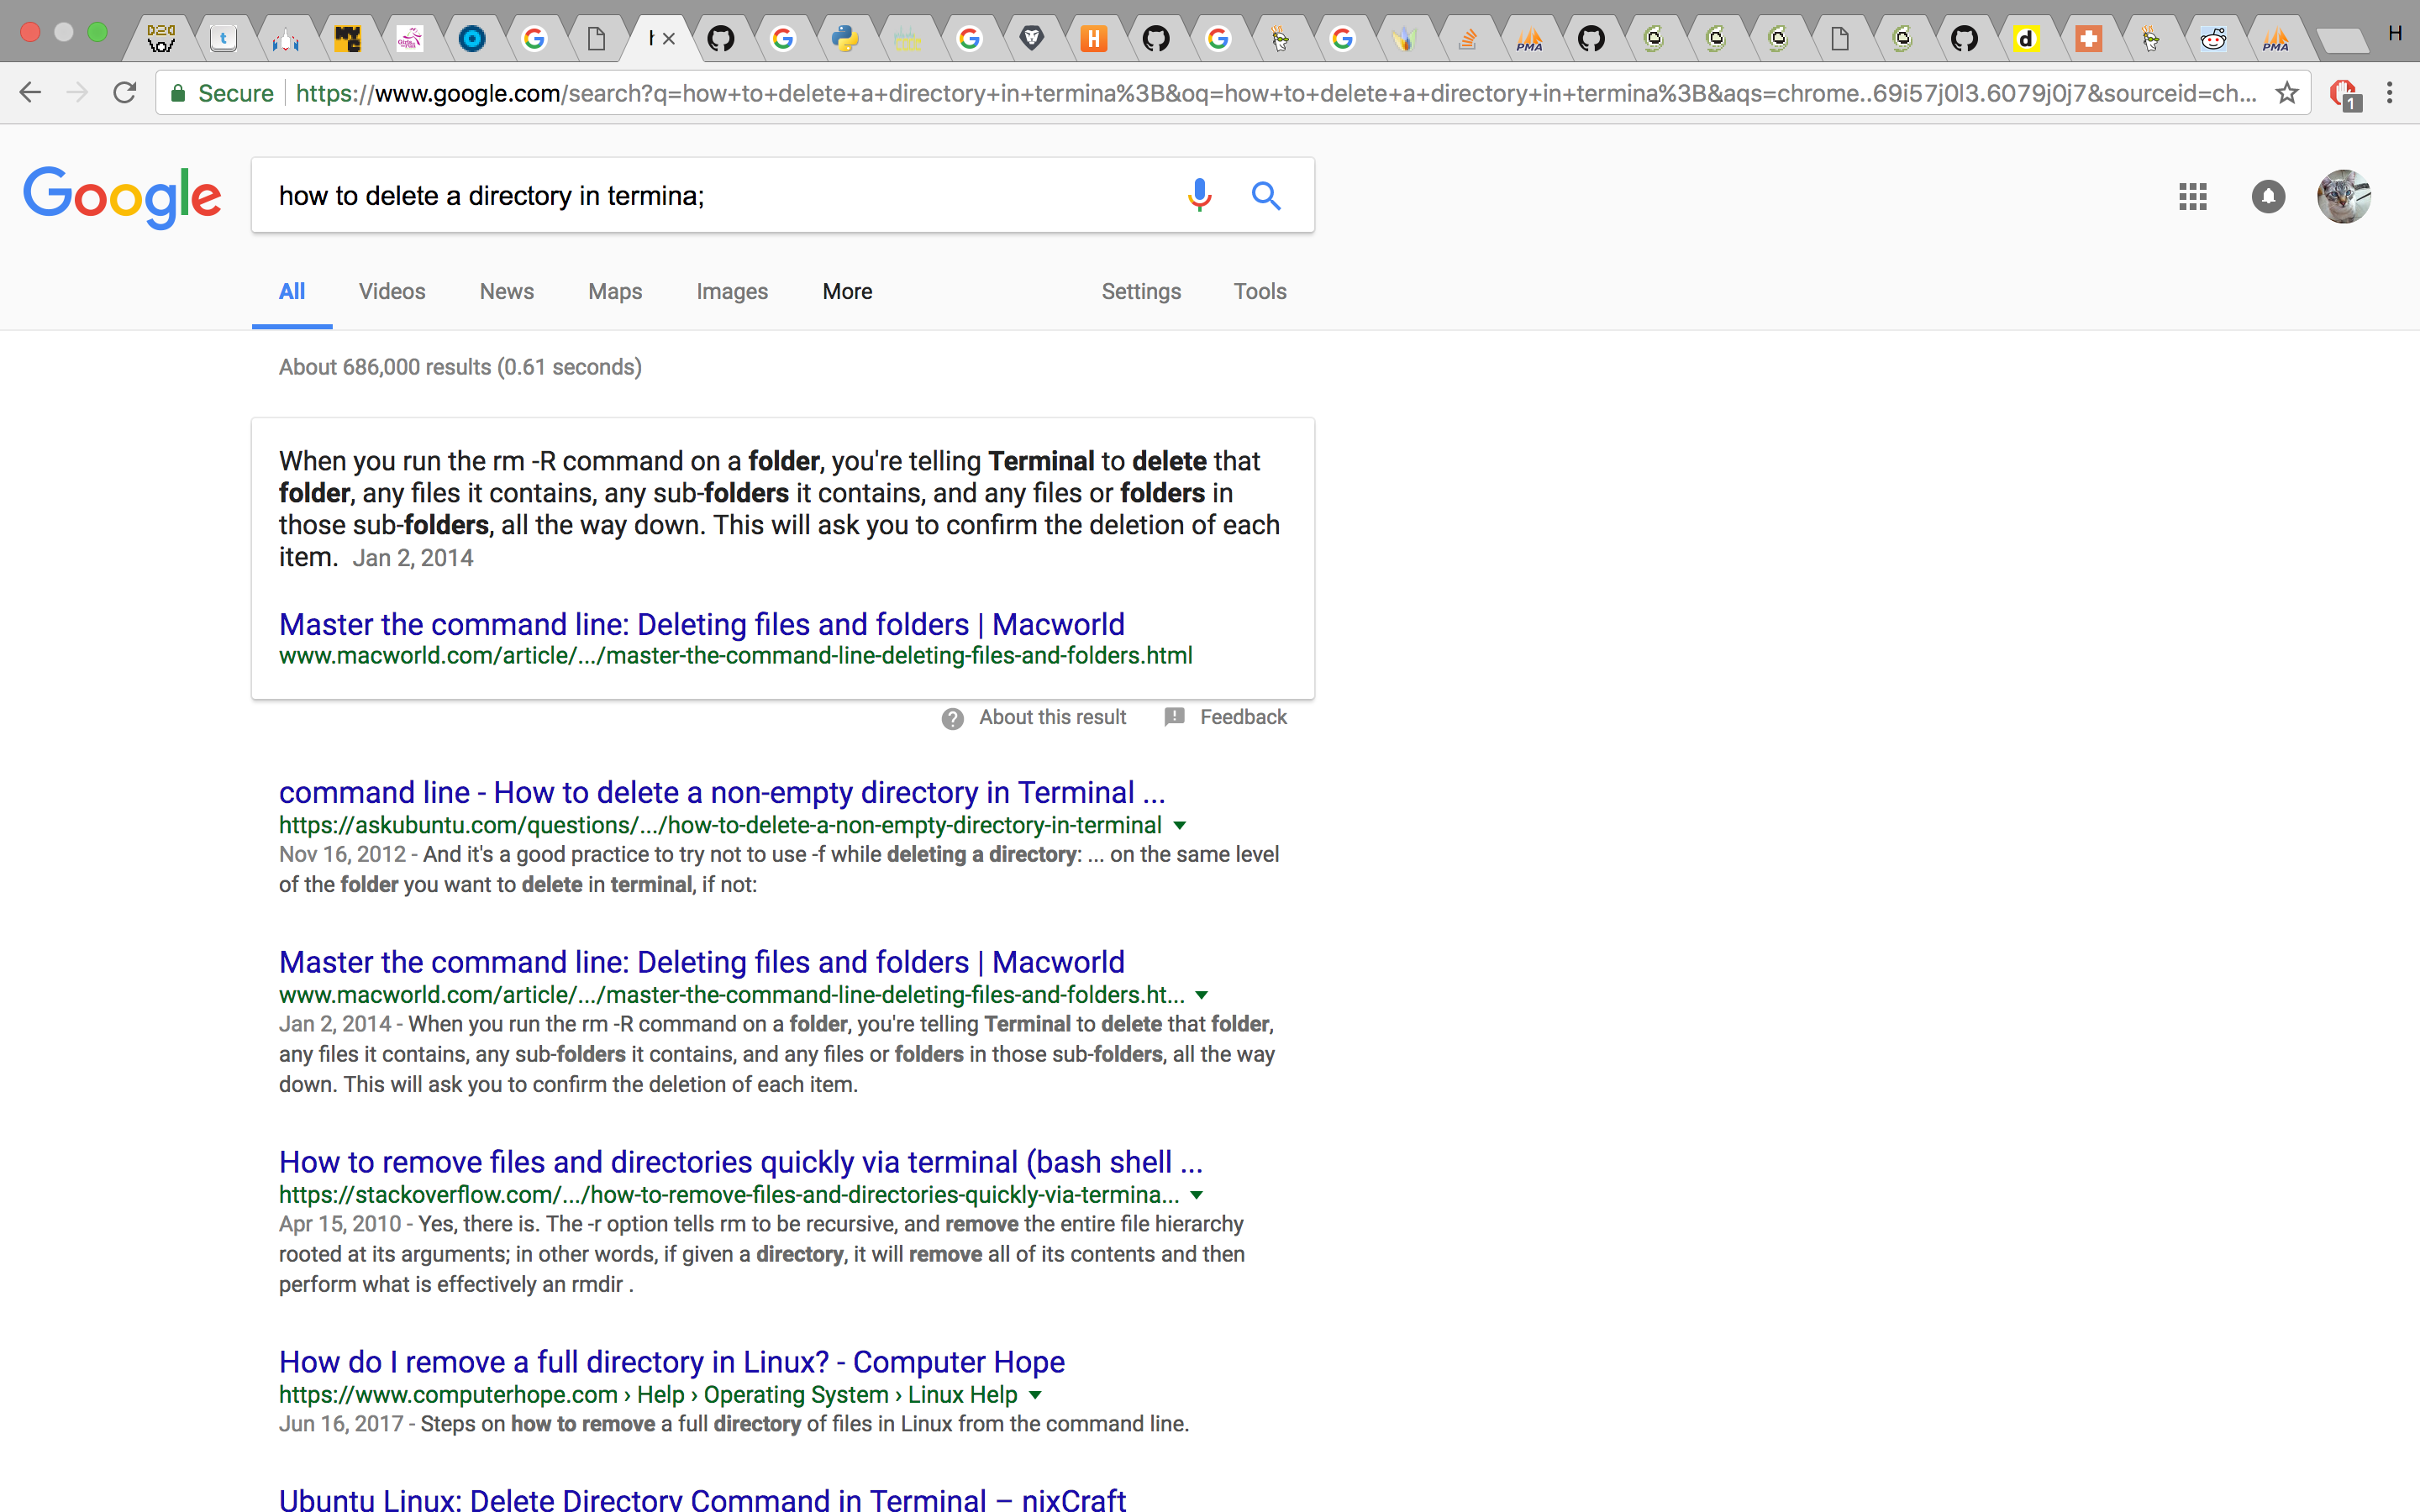 H
Secure https://www.google.com/search?q=how+to+delete+a+directory+in+termina%3B&oq=how+to+delete+a+directory+in+termina%3B&aqs=chrome..69i57j0l3.6079j0j7&sourceid=ch...
1
Google
how to delete a directory in termina;
All Videos News Maps Images More Settings Tools
About 686,000 results (0.61 seconds)
When you run the rm -R command on a folder, you're telling Terminal to delete that
folder, any files it contains, any sub-folders it contains, and any files or folders in
those sub-folders, all the way down. This will ask you to confirm the deletion of each
item. Jan 2, 2014
Master the command line: Deleting files and folders | Macworld
www.macworld.com/article/.../master-the-command-line-deleting-files-and-folders.html
About this result Feedback
command line - How to delete a non-empty directory in Terminal ...
https://askubuntu.com/questions/.../how-to-delete-a-non-empty-directory-in-terminal
Nov 16, 2012 - And it's a good practice to try not to use -f while deleting a directory: ... on the same level
of the folder you want to delete in terminal, if not:
Master the command line: Deleting files and folders | Macworld
www.macworld.com/article/.../master-the-command-line-deleting-files-and-folders.ht...
Jan 2, 2014 - When you run the rm -R command on a folder, you're telling Terminal to delete that folder,
any files it contains, any sub-folders it contains, and any files or folders in those sub-folders, all the way
down. This will ask you to confirm the deletion of each item.
How to remove files and directories quickly via terminal (bash shell ...
https://stackoverflow.com/.../how-to-remove-files-and-directories-quickly-via-termina...
Apr 15, 2010 - Yes, there is. The -r option tells rm to be recursive, and remove the entire file hierarchy
rooted at its arguments; in other words, if given a directory, it will remove all of its contents and then
perform what is effectively an rmdir .
How do I remove a full directory in Linux? - Computer Hope
https://www.computerhope.com › Help › Operating System › Linux Help
Jun 16, 2017 - Steps on how to remove a full directory of files in Linux from the command line.
Ubuntu Linux: Delete Directory Command in Terminal – nixCraft